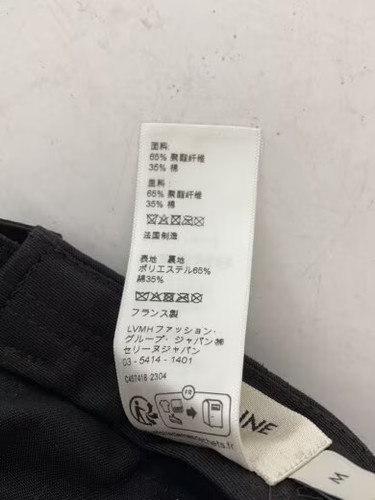 面料:
65% 聚酯纤维
35% 棉
里料:
65% 聚酯纤维
35% 棉
法国制造
表地 裏地
ポリエステル65%
綿35%
フランス製
LVMHファッション・
グループ・ジャパン㈱
セリーヌジャパン
03-5414-1401
C457418-2304
FR
INE
M